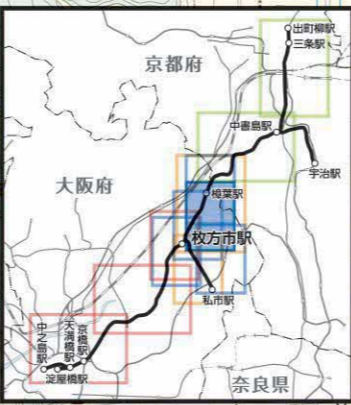 出町柳駅
三条駅
京都府
中書島駅
宇治駅
大阪府
樟葉駅
枚方市駅
私市駅
中之島駅
天満橋駅
京橋駅
淀屋橋駅
奈良県